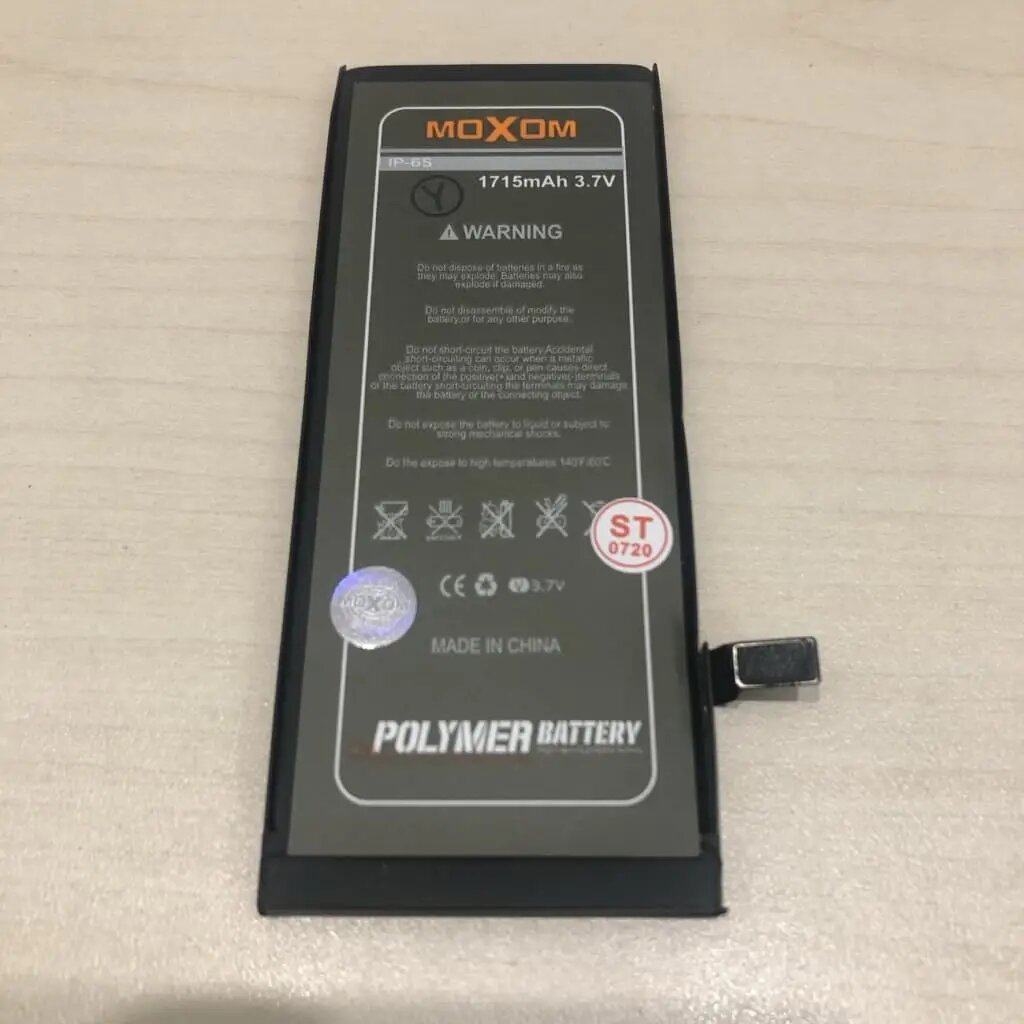 MOXOM
IP-6S
Y
1715mAh 3.7V
WARNING
Do not dispose of batteries in a fire as
they may explode. Batteries may also
explode if damaged.
Do not disassemble of modify the
battery,or for any other purpose.
Do not short-circuit the battery.Accidental
short-circuiting can occur when a metallic
object such as a coin, clip, or pen causes direct
connection of the positive(+)and negative(-)terminals
of the battery short-circuiting the terminals may damage
the battery or the connecting object.
Do not expose the battery to liquid or subject to
strong mechanical shocks.
Do the expose to high temperatures 140°F/60°C
ST
0720
CE 3.7V
MOXOM
MADE IN CHINA
POLYMER BATTERY